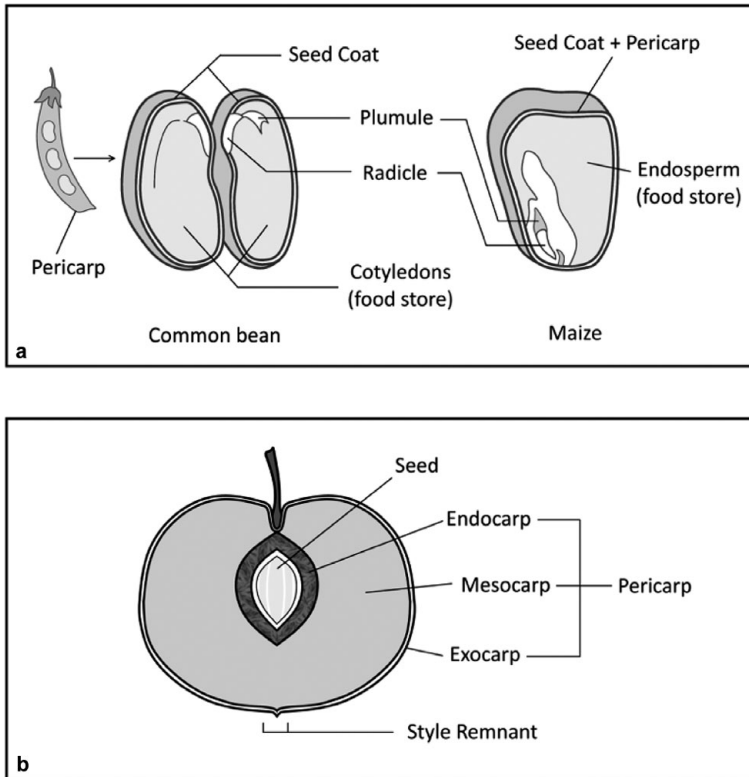 Seed Coat
Seed Coat + Pericarp
Plumule
Radicle
Endosperm
(food store)
Pericarp
Cotyledons
(food store)
Common bean
Maize
a
Seed
Endocarp
Mesocarp
Pericarp
Exocarp
Style Remnant
b